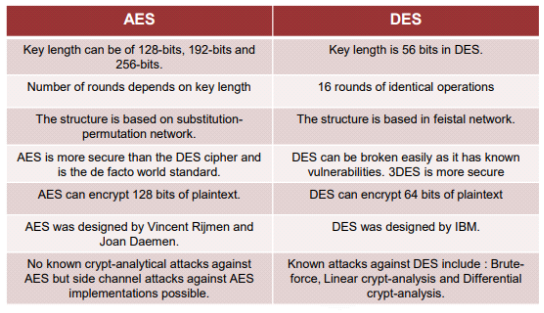 AES DES
Key length can be of 128-bits, 192-bits and
256-bits.
Key length is 56 bits in DES.
Number of rounds depends on key length
16 rounds of identical operations
The structure is based on substitution-
permutation network.
The structure is based in feistal network.
AES is more secure than the DES cipher and
is the de facto world standard.
DES can be broken easily as it has known
vulnerabilities. 3DES is more secure
AES can encrypt 128 bits of plaintext.
DES can encrypt 64 bits of plaintext
AES was designed by Vincent Rijmen and
Joan Daemen.
DES was designed by IBM.
No known crypt-analytical attacks against
AES but side channel attacks against AES
implementations possible.
Known attacks against DES include : Brute-
force, Linear crypt-analysis and Differential
crypt-analysis.